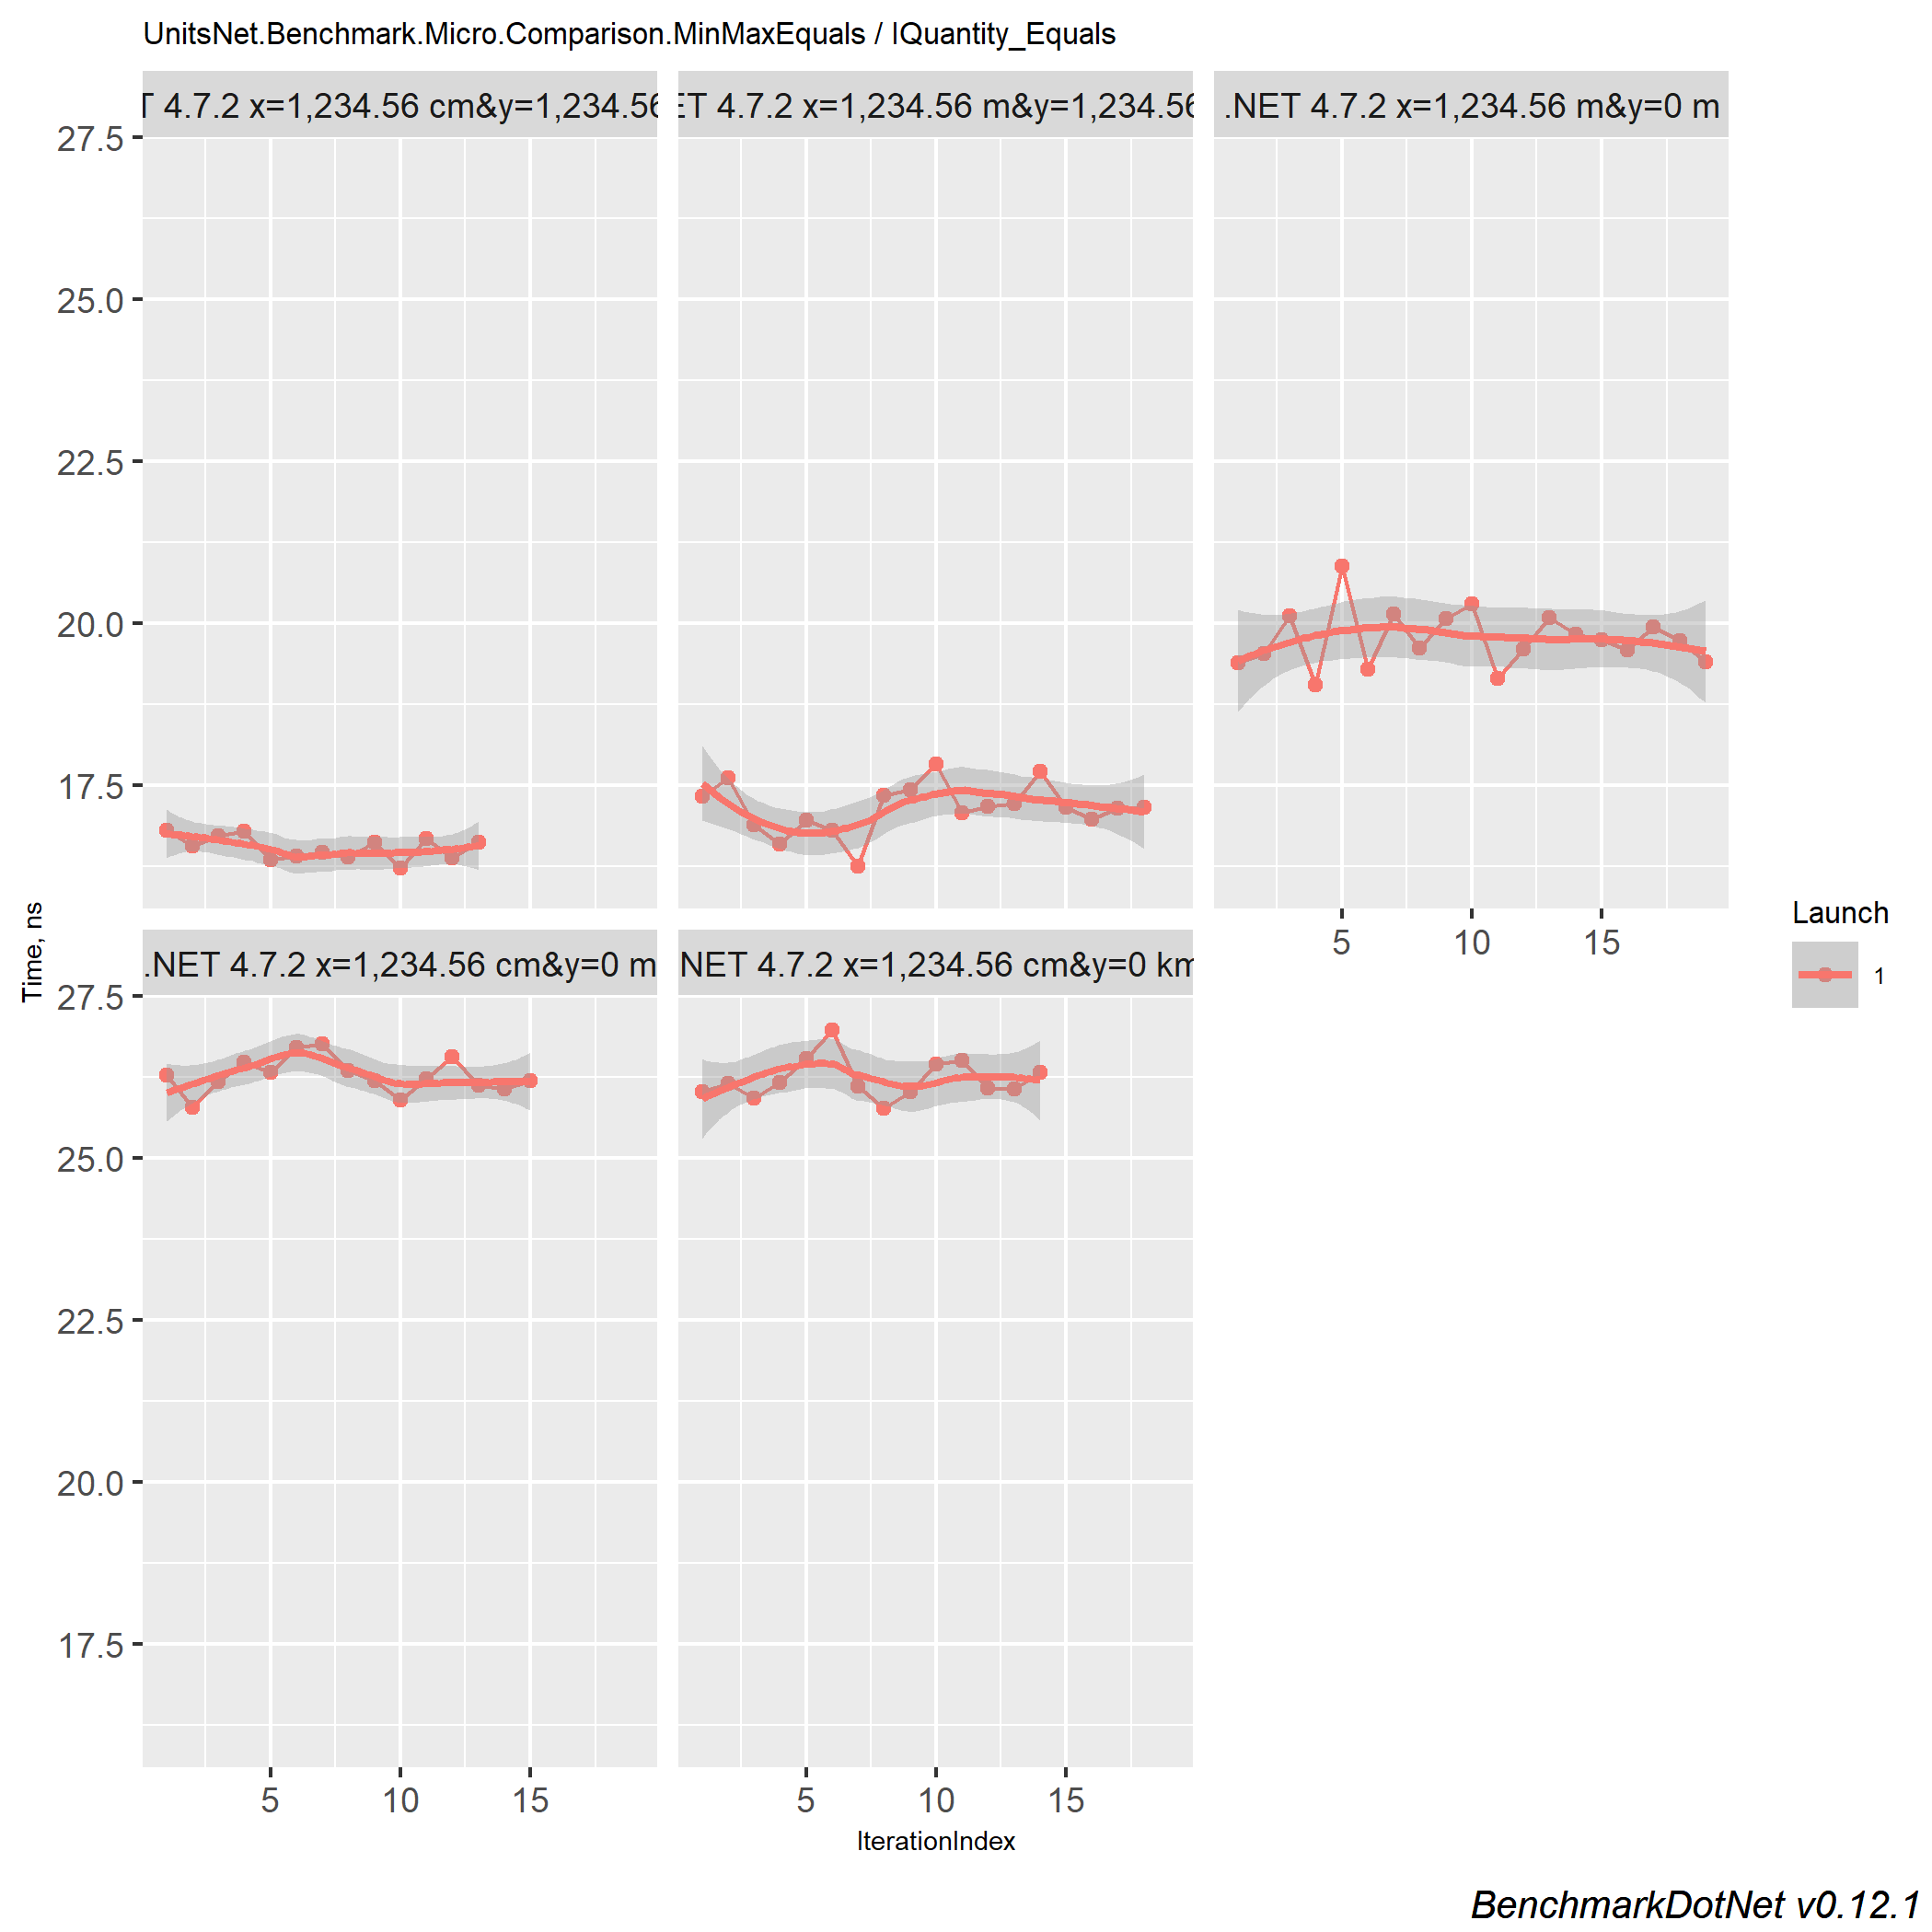 UnitsNet.Benchmark.Micro.Comparison.MinMaxEquals / IQuantity_Equals
T 4.7.2 x=1,234.56 cm&y=1,234.56
ET 4.7.2 x=1,234.56 m&y=1,234.56
.NET 4.7.2 x=1,234.56 m&y=0 m
27.5
25.0
22.5
20.0
17.5
5 10 15
Time, ns
Launch
1
.NET 4.7.2 x=1,234.56 cm&y=0 m
NET 4.7.2 x=1,234.56 cm&y=0 km
27.5
25.0
22.5
20.0
17.5
5 10 15 5 10 15
IterationIndex
BenchmarkDotNet v0.12.1